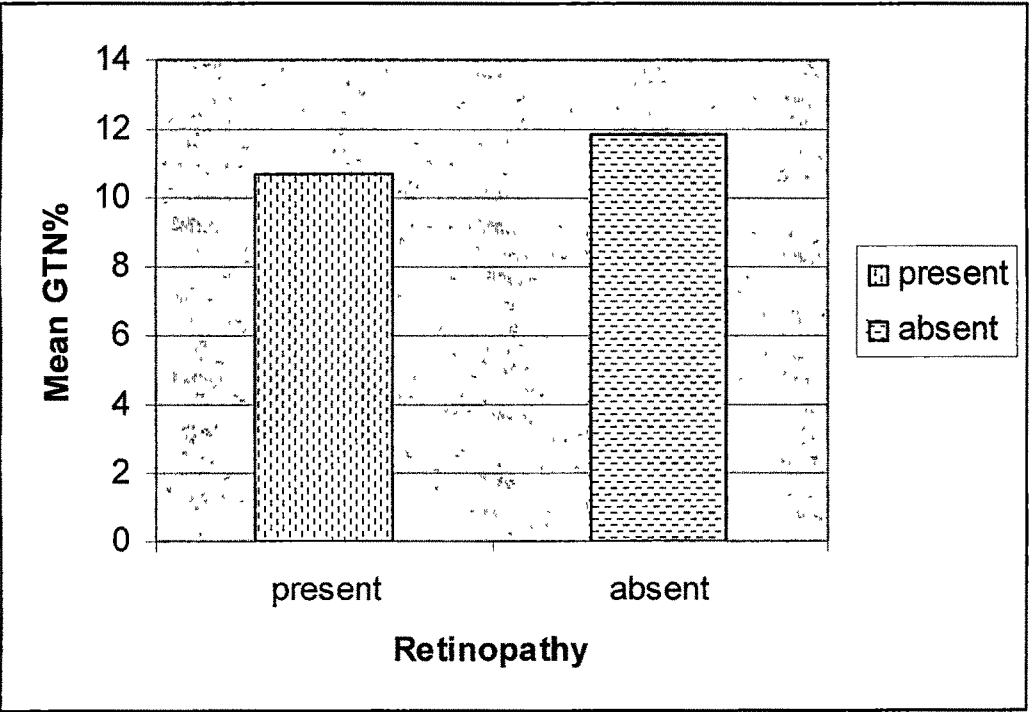 Mean GTN%
14
12
10
8
6
4
2
0
present absent
Retinopathy
present
absent